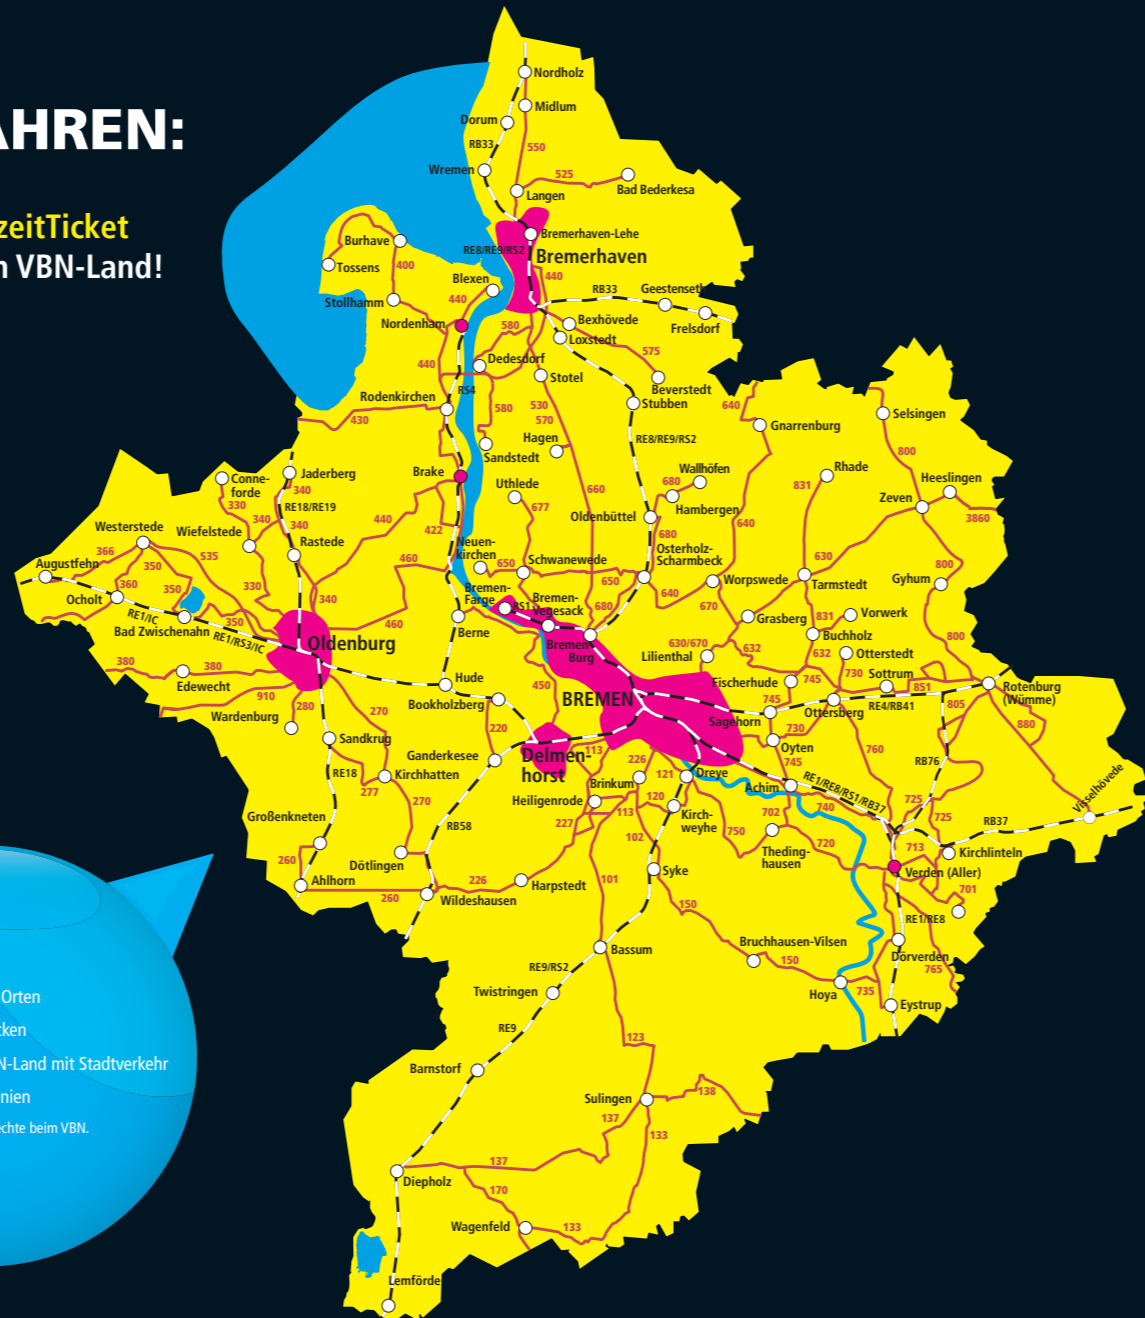 AHREN:
zeitTicket
n VBN-Land!
Nordholz
Midlum
Dorum
RB33
550
Wremen
525
Bad Bederkesa
Langen
Bremerhaven-Lehe
Burhave
RE8/RE9/RS2
Bremerhaven
Tossens
400
440
Blexen
RB33
Geestenseth
Stollhamm
440
Nordenham
580
Bexhövede
Frelsdorf
Loxstedt
440
Dedesdorf
575
Stotel
Beverstedt
RS4
Rodenkirchen
580
530
Stubben
640
Selsingen
430
570
Gnarrenburg
Hagen
RE8/RE9/RS2
Sandstedt
800
Conne-
forde
Jaderberg
Brake
Uthlede
Wallhöfen
Rhade
Heeslingen
330
340
680
831
RE18/RE19
660
Hambergen
Zeven
Westerstede
Wiefelstede
340
340
440
677
Oldenbüttel
3860
422
640
366
S35
Rastede
Neuen-
kirchen
680
Osterholz-
Scharmbeck
630
Augustfehn
350
460
650
Schwanewede
800
360
350
330
340
Bremen-
Farge
650
Worpswede
Tarmstedt
Gyhum
Ocholt
RS1
Bremen-
Vegesack
680
640
670
350
460
Grasberg
831
Vorwerk
RE1/IC
Bad Zwischenahn
RE1/RS3/IC
Oldenburg
Berne
Bremen-
Burg
630/670
632
Buchholz
800
Lilienthal
632
Otterstedt
380
380
Hude
450
Fischerhude
745
730
Sottrum
851
Rotenburg
(Wümme)
Edewecht
910
280
270
Bookholzberg
BREMEN
745
Ottersberg
RE4/RB41
805
Wardenburg
220
Sagehorn
730
880
Sandkrug
Ganderkesee
Delmen-
horst
113
226
Oyten
760
RE18
Kirchhatten
Brinkum
121
Dreye
745
RB76
Achim
RE1/RE8/RS1/RB37
Visselhövede
277
270
Heiligenrode
120
Kirch-
weyhe
702
740
725
Großenkneten
RB58
227
113
750
725
RB37
102
Theding-
hausen
720
713
Dötlingen
Kirchlinteln
260
Ahlhorn
226
Harpstedt
101
Syke
Verden (Aller)
701
260
Wildeshausen
150
RE1/RE8
Bassum
Bruchhausen-Vilsen
Dörverden
RE9/RS2
150
765
Twistringen
Hoya
735
Eystrup
RE9
123
Barnstorf
Sulingen
138
137
133
137
Diepholz
170
Wagenfeld
133
Lemförde
Orten
cken
N-Land mit Stadtverkehr
nien
echte beim VBN.